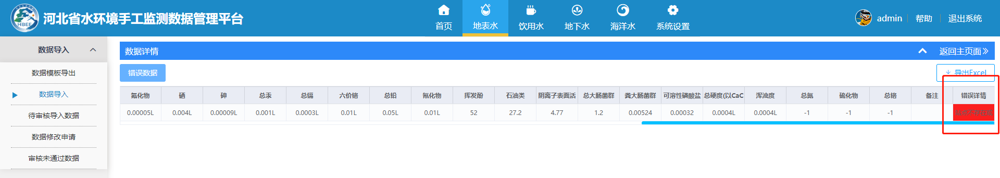 HBEE
河北省水环境手工监测数据管理平台
首页
地表水
饮用水
地下水
海洋水
系统设置
admin
帮助
退出系统
数据导入
数据模板导出
数据导入
待审核导入数据
数据修改申请
审核未通过数据
数据详情
返回主页面
错误数据
导出Excel
氟化物 硒 砷 总汞 总镉 六价铬 总铅 氰化物 挥发酚 石油类 阴离子表面活 总大肠菌群 粪大肠菌群 可溶性磷酸盐 总硬度(以CaC 浑浊度 总氮 硫化物 总铬 备注 错误详情
0.00005L 0.004L 0.00009L 0.001L 0.0003L 0.01L 0.05L 0.01L 52 27.2 4.77 1.2 0.00524 0.00032 0.0004L 0.0004L -1 -1 -1